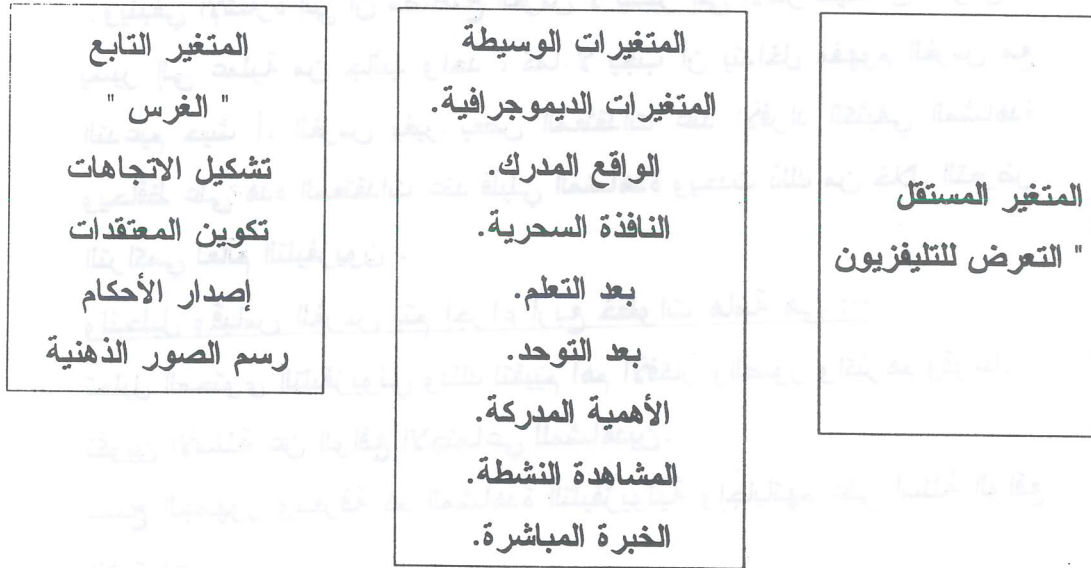 المتغير المستقل
" التعرض للتليفزيون
المتغيرات الوسيطة
المتغيرات الديموجرافية.
الواقع المدرك.
النافذة السحرية.
بعد التعلم.
بعد التوحد.
الأهمية المدركة.
المشاهدة النشطة.
الخبرة المباشرة.
المتغير التابع
" الغرس "
تشكيل الاتجاهات
تكوين المعتقدات
إصدار الأحكام
رسم الصور الذهنية